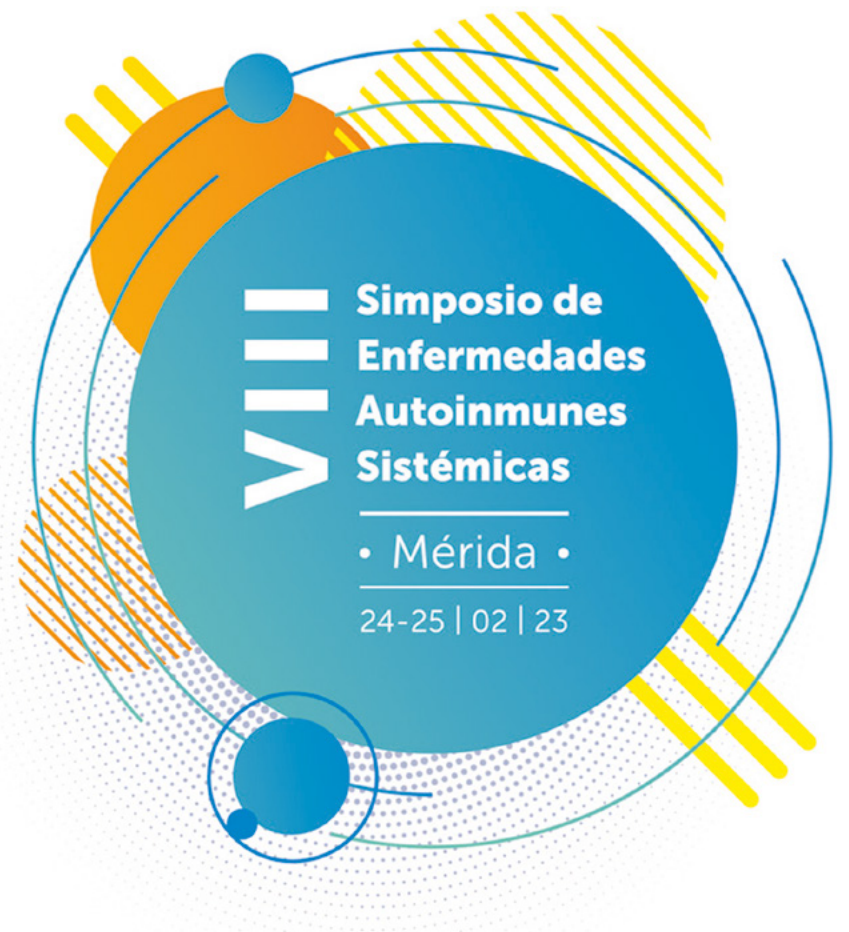 VIII
Simposio de
Enfermedades
Autoinmunes
Sistémicas
• Mérida •
24-25 | 02 | 23